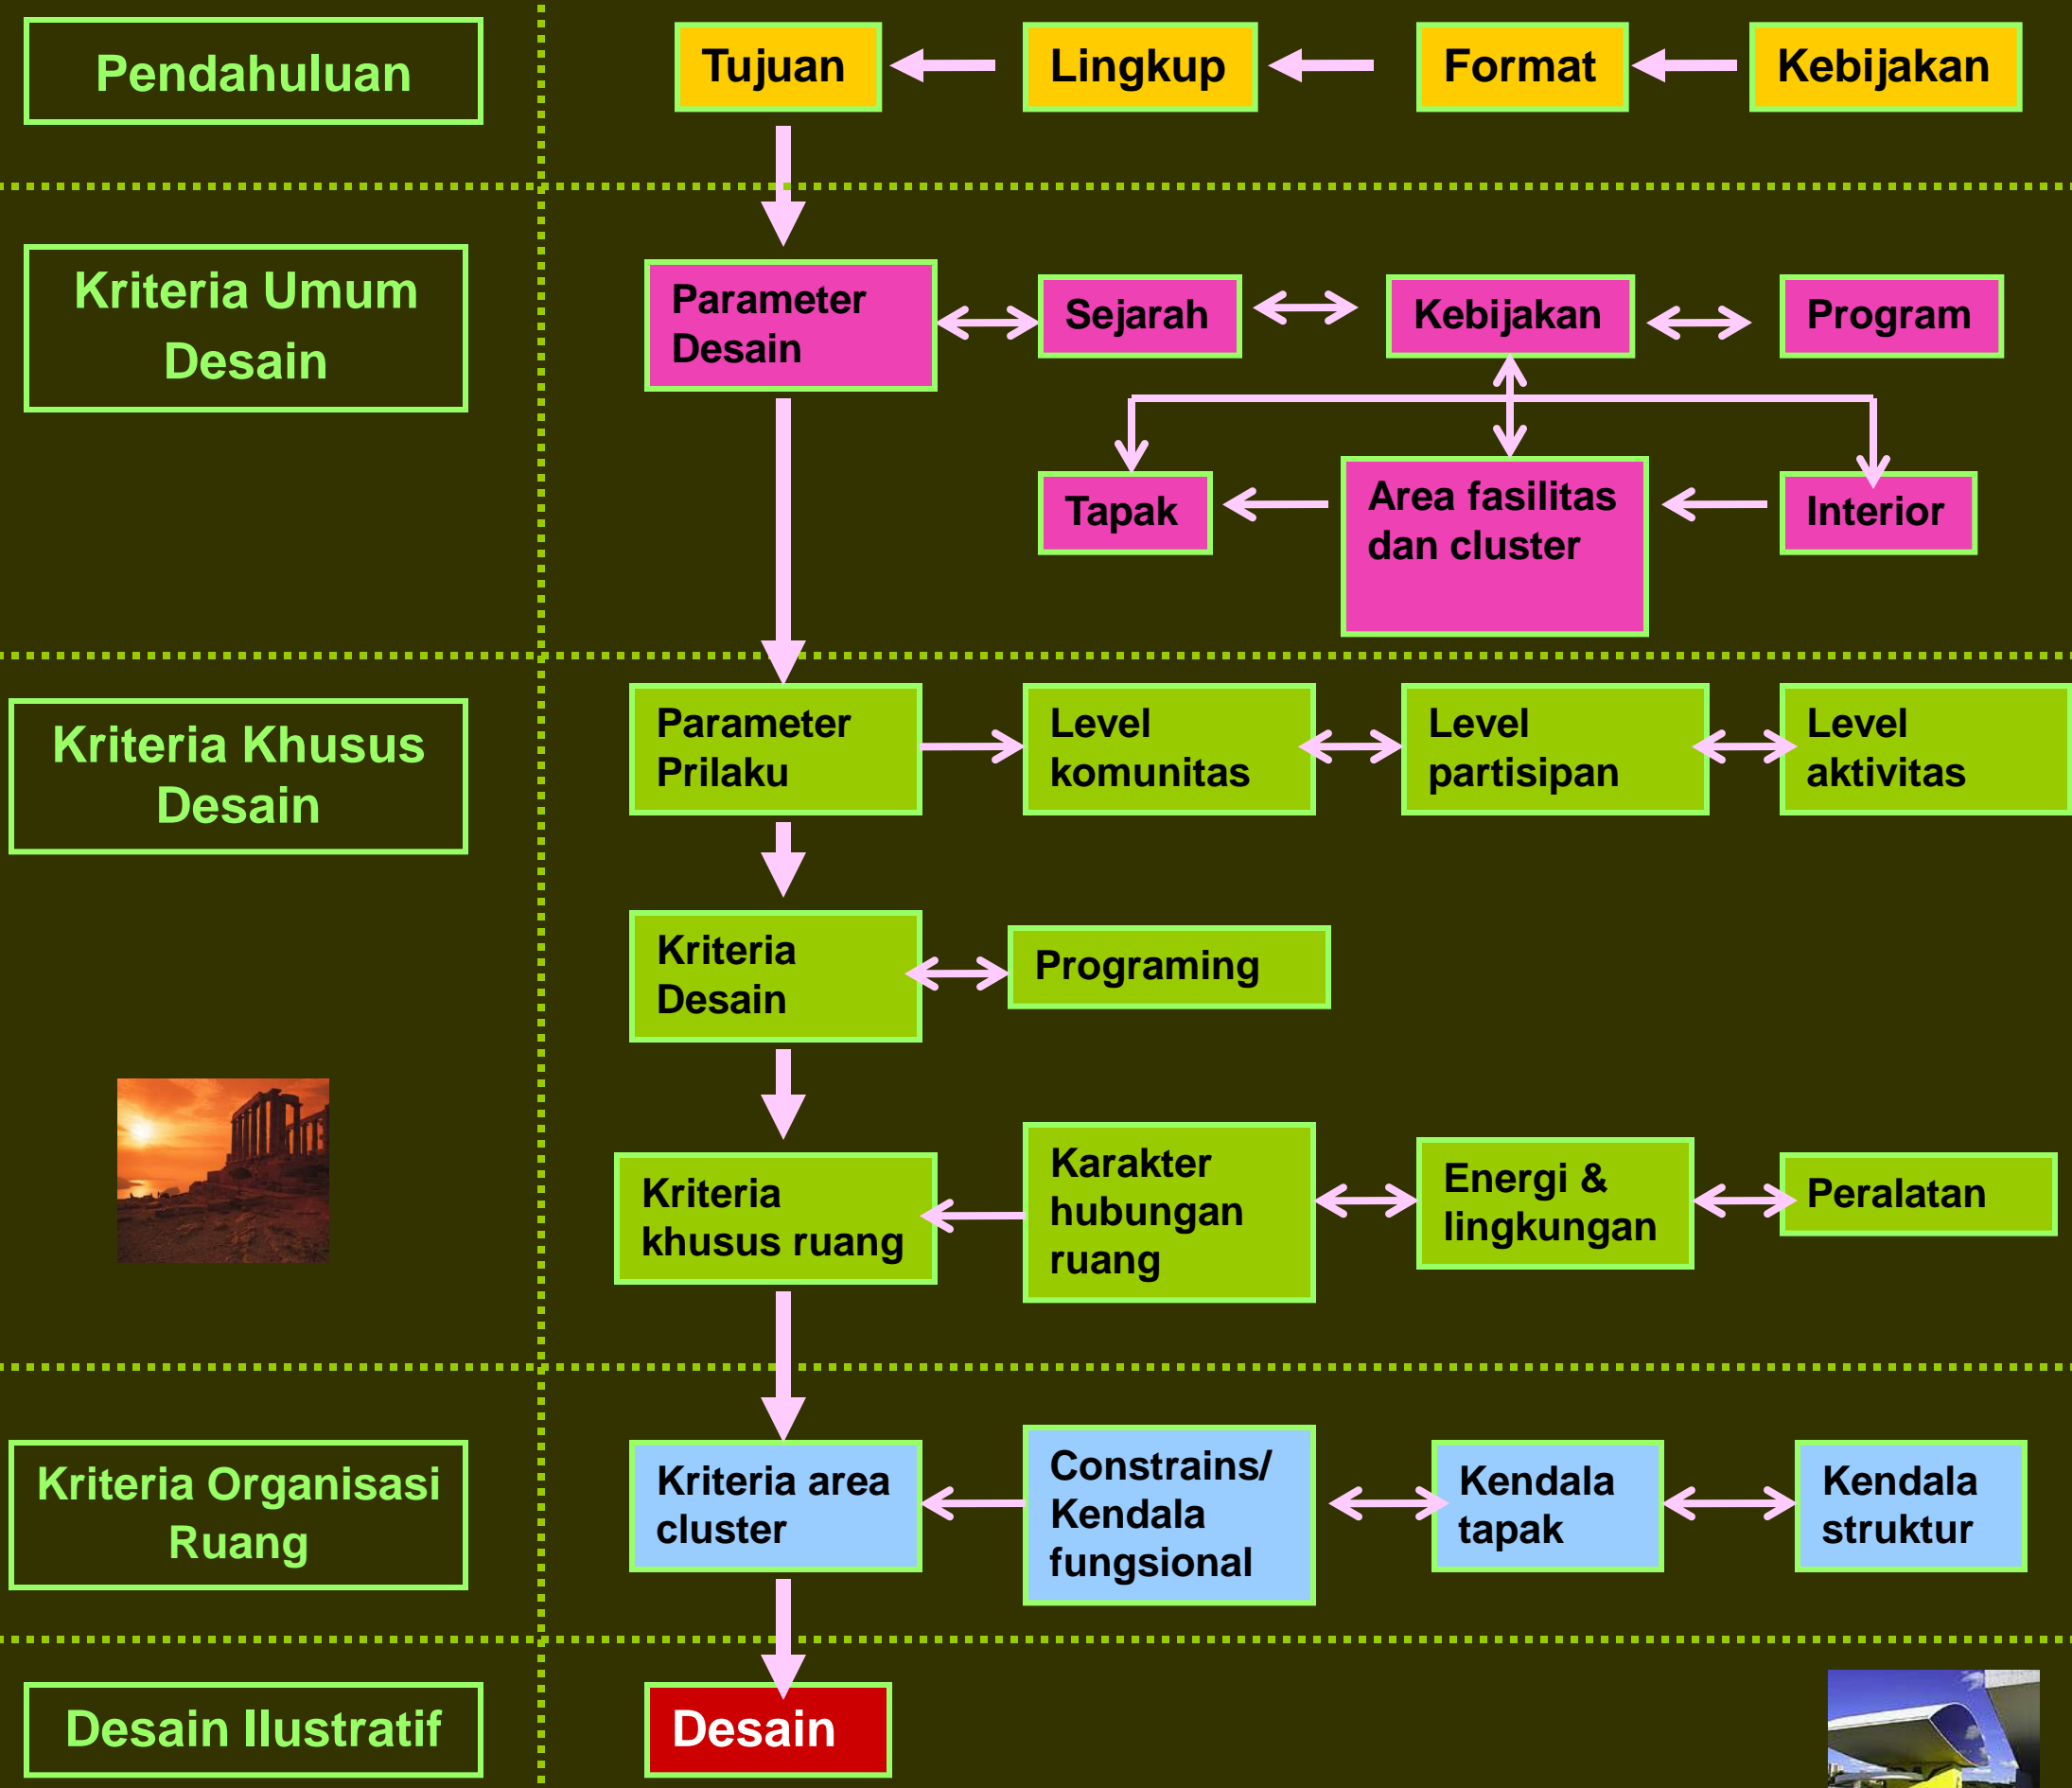 Pendahuluan
Tujuan
Lingkup
Format
Kebijakan
Kriteria Umum
Desain
Parameter
Desain
Sejarah
Kebijakan
Program
Tapak
Area fasilitas
dan cluster
Interior
Kriteria Khusus
Desain
Parameter
Prilaku
Level
komunitas
Level
partisipan
Level
aktivitas
Kriteria
Desain
Programing
Kriteria
khusus ruang
Karakter
hubungan
ruang
Energi &
lingkungan
Peralatan
Kriteria Organisasi
Ruang
Kriteria area
cluster
Constrains/
Kendala
fungsional
Kendala
tapak
Kendala
struktur
Desain Ilustratif
Desain